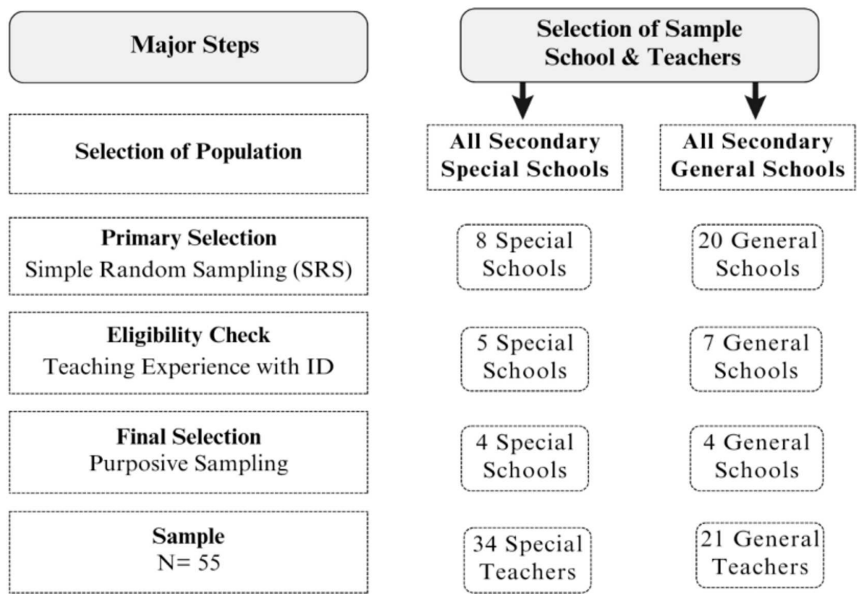 Major Steps
Selection of Sample
School & Teachers
Selection of Population
All Secondary
Special Schools
All Secondary
General Schools
Primary Selection
Simple Random Sampling (SRS)
8 Special
Schools
20 General
Schools
Eligibility Check
Teaching Experience with ID
5 Special
Schools
7 General
Schools
Final Selection
Purposive Sampling
4 Special
Schools
4 General
Schools
Sample
N= 55
34 Special
Teachers
21 General
Teachers